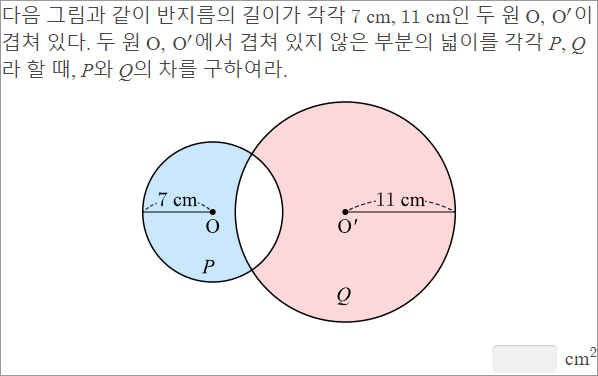 다음 그림과 같이 반지름의 길이가 각각 7 cm, 11 cm인 두 원 O, O′이
겹쳐 있다. 두 원 O, O′에서 겹쳐 있지 않은 부분의 넓이를 각각 P, Q
라 할 때, P와 Q의 차를 구하여라.
7 cm
11 cm
O
O′
P
Q
cm²